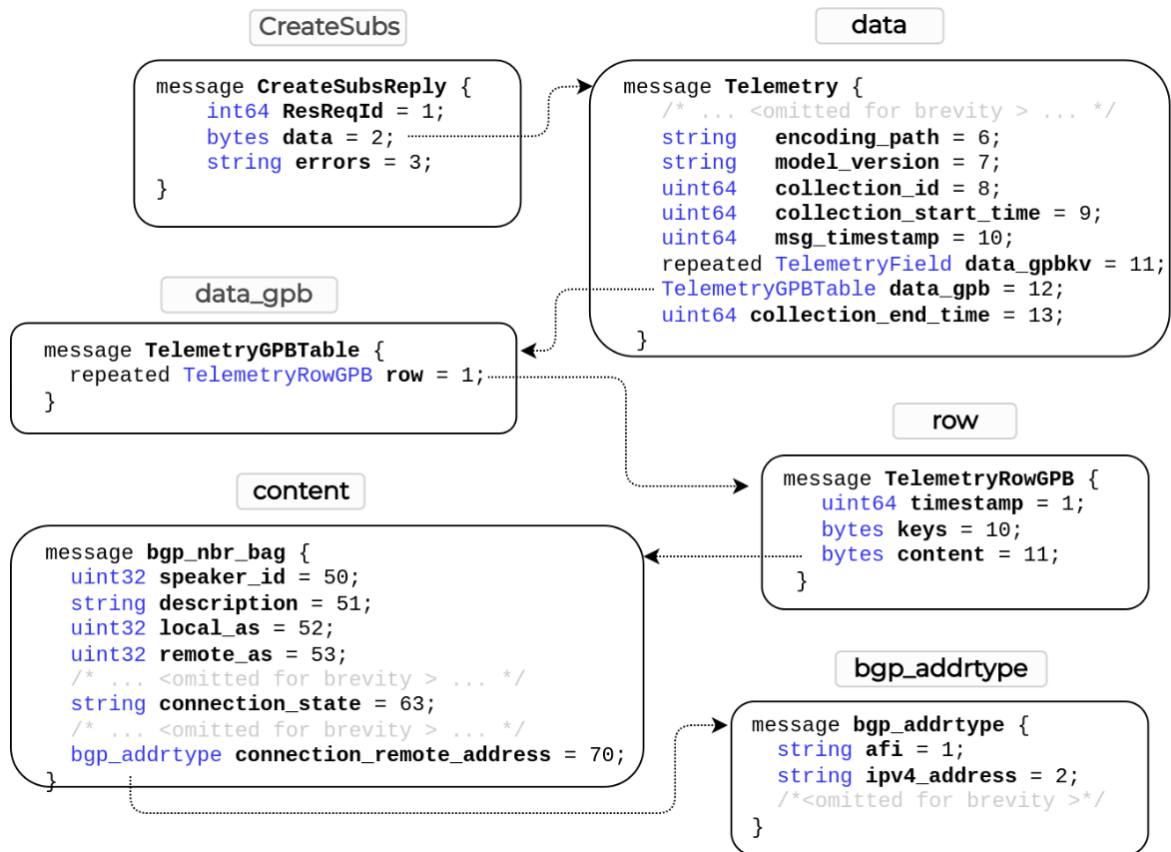 CreateSubs
message CreateSubsReply {
int64 ResReqId = 1;
bytes data = 2;
string errors = 3;
}
data
message Telemetry {
/* ... <omitted for brevity > ... */
string encoding_path = 6;
string model_version = 7;
uint64 collection_id = 8;
uint64 collection_start_time = 9;
uint64 msg_timestamp = 10;
repeated TelemetryField data_gpbkv = 11;
TelemetryGPBTable data_gpb = 12;
uint64 collection_end_time = 13;
}
data_gpb
message TelemetryGPBTable {
repeated TelemetryRowGPB row = 1;
}
row
message TelemetryRowGPB {
uint64 timestamp = 1;
bytes keys = 10;
bytes content = 11;
}
content
message bgp_nbr_bag {
uint32 speaker_id = 50;
string description = 51;
uint32 local_as = 52;
uint32 remote_as = 53;
/* ... <omitted for brevity > ... */
string connection_state = 63;
/* ... <omitted for brevity > ... */
bgp_addrtype connection_remote_address = 70;
}
bgp_addrtype
message bgp_addrtype {
string afi = 1;
string ipv4_address = 2;
/*<omitted for brevity >*/
}